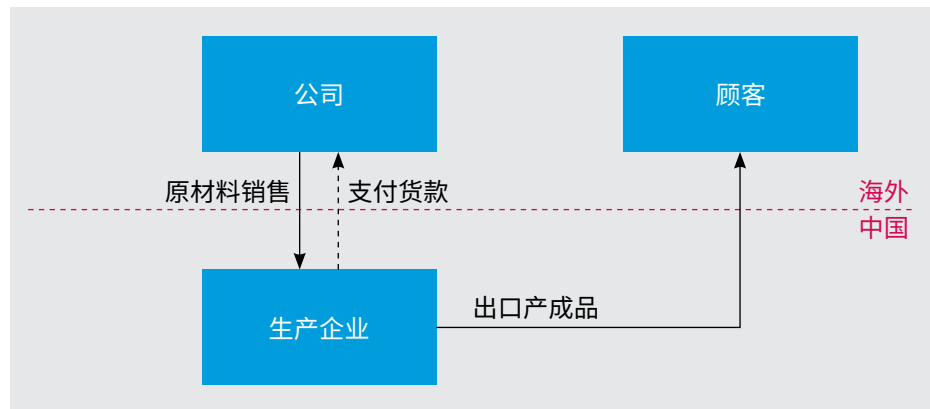 公司
顾客
原材料销售
支付货款
海外
中国
生产企业
出口产成品